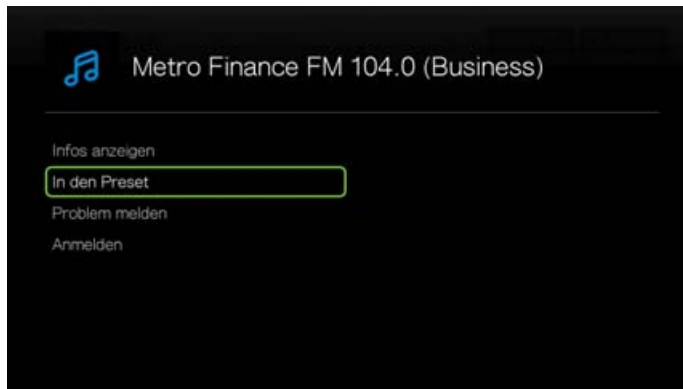 Metro Finance FM 104.0 (Business)
Infos anzeigen
In den Preset
Problem melden
Anmelden